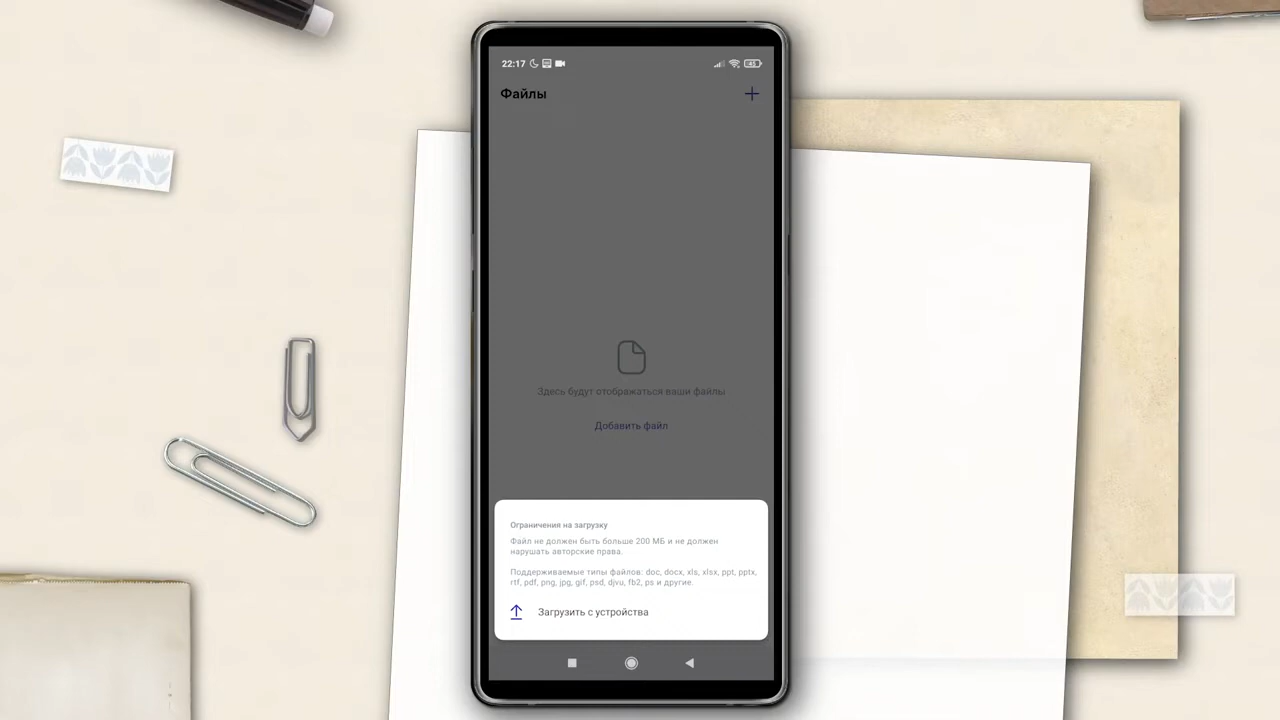 22:17
45
Файлы
Здесь будут отображаться ваши файлы
Добавить файл
Ограничения на загрузку
Файл не должен быть больше 200 МБ и не должен
нарушать авторские права.
Поддерживаемые типы файлов: doc, docx, xls, xlsx, ppt, pptx,
rtf, pdf, png, jpg, gif, psd, djvu, fb2, ps и другие.
Загрузить с устройства